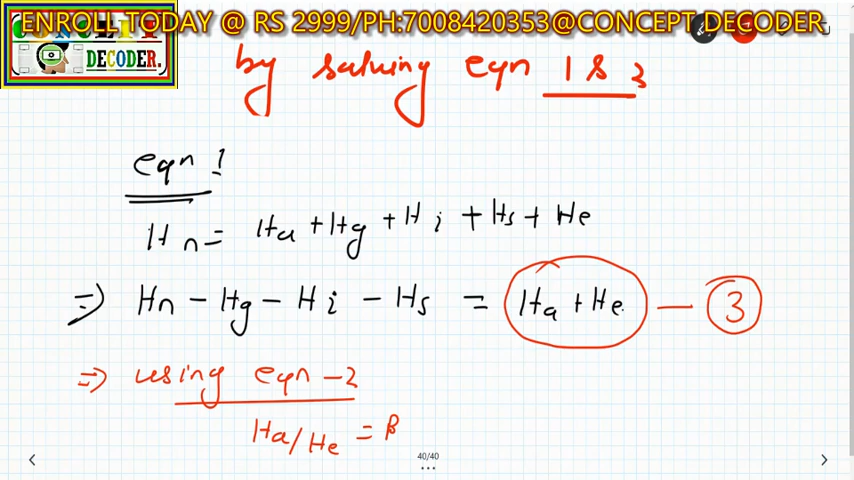 ENROLL TODAY @ RS 2999/PH:7008420353@CONCEPT DECODER.
DECODER.
by solving eqn 1 & 3
eqn 1
Hn = Ha + Hg + Hi + Hs + He
⇒ Hn - Hg - Hi - Hs = Ha + He — 3
⇒ using eqn - 2
Ha/He = β
40/40